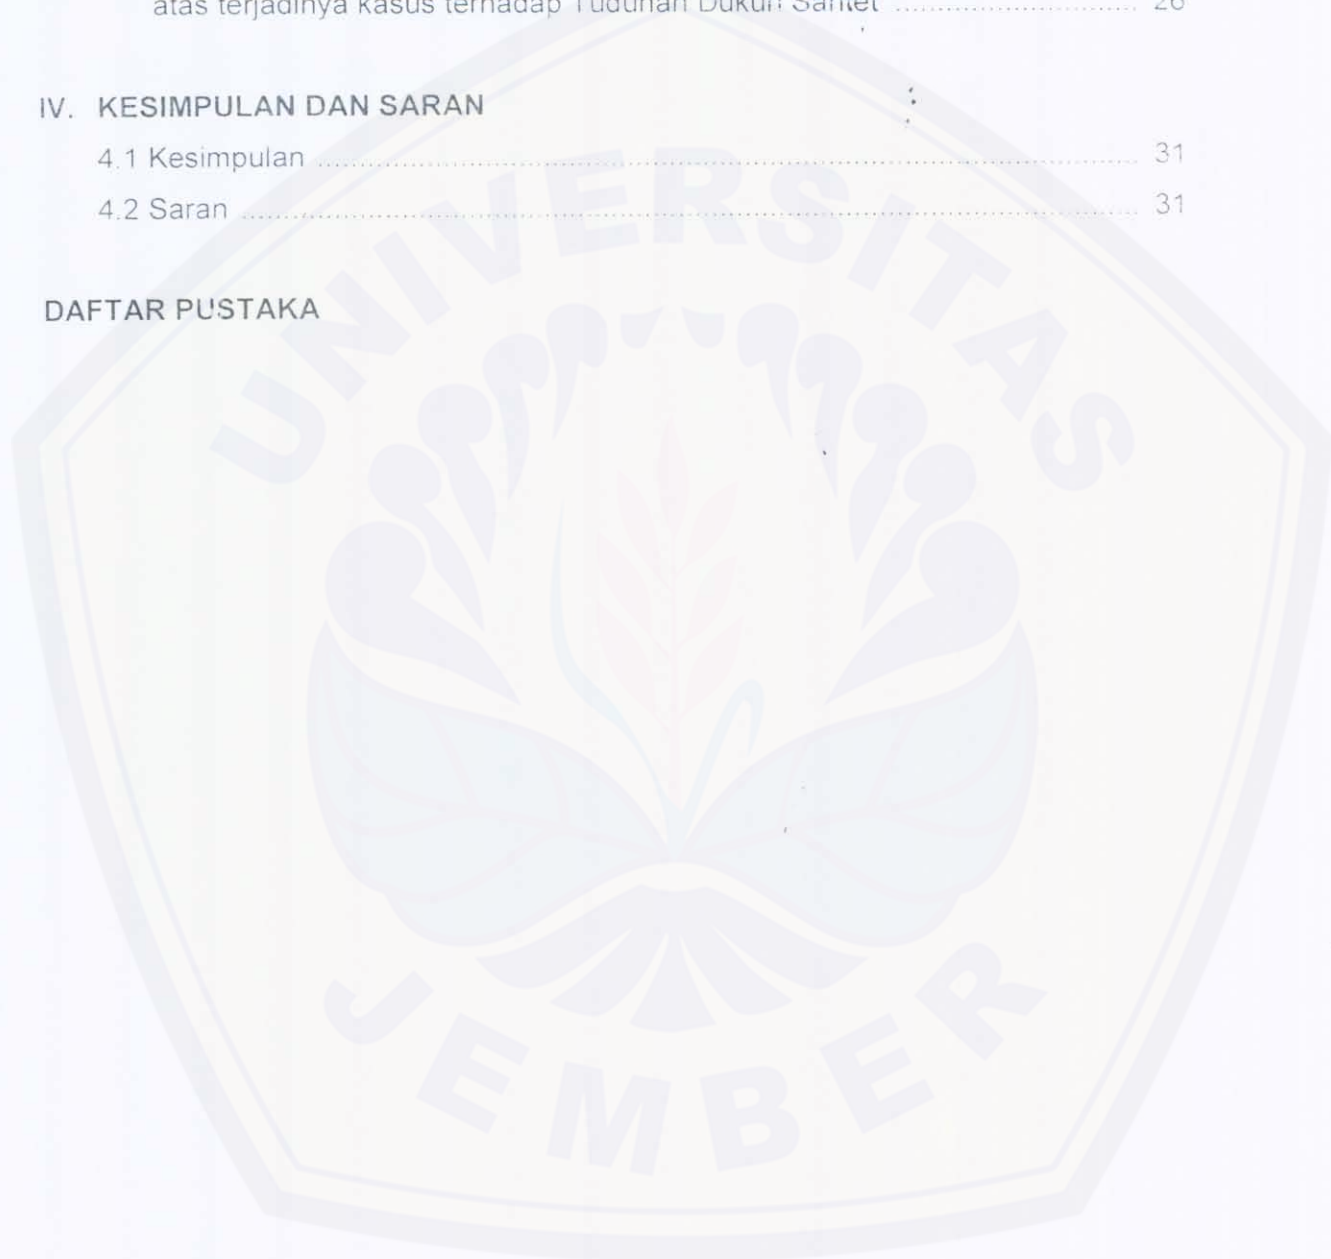 atas terjadinya kasus terhadap Tuduhan Dukun Santet ........................... 26
IV. KESIMPULAN DAN SARAN
4.1 Kesimpulan ........................................................................................... 31
4.2 Saran .................................................................................................... 31
DAFTAR PUSTAKA
UNIVERSITAS
JEMBER